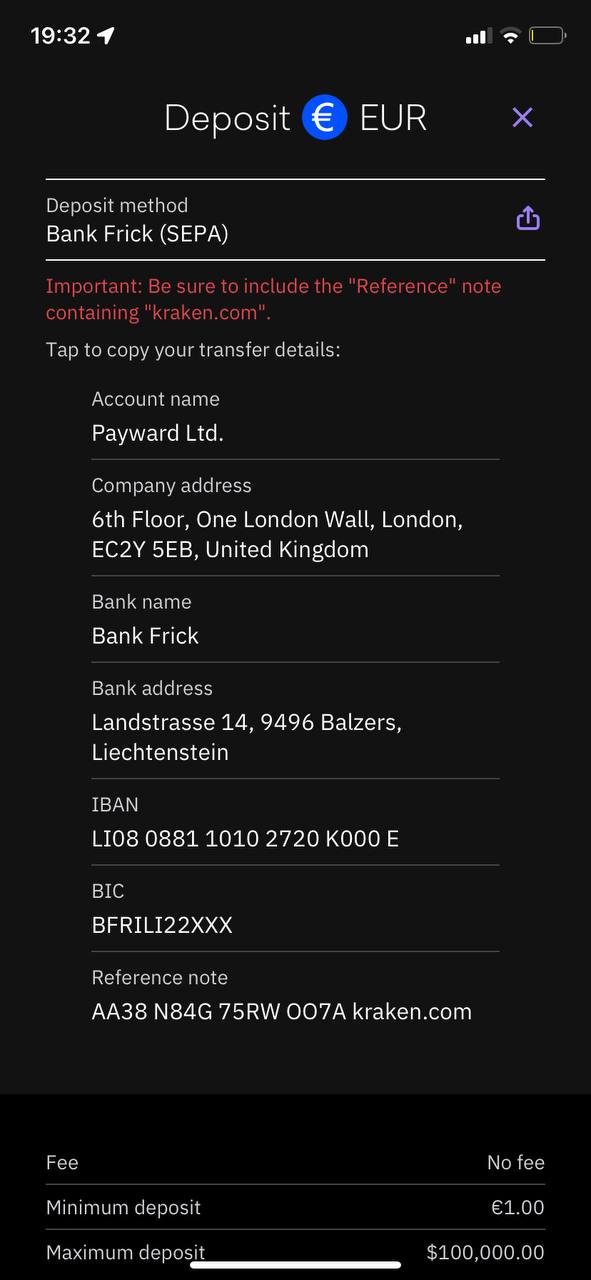 19:32
Deposit € EUR
Deposit method
Bank Frick (SEPA)
Important: Be sure to include the "Reference" note
containing "kraken.com".
Tap to copy your transfer details:
Account name
Payward Ltd.
Company address
6th Floor, One London Wall, London,
EC2Y 5EB, United Kingdom
Bank name
Bank Frick
Bank address
Landstrasse 14, 9496 Balzers,
Liechtenstein
IBAN
LI08 0881 1010 2720 K000 E
BIC
BFRILI22XXX
Reference note
AA38 N84G 75RW OO7A kraken.com
Fee No fee
Minimum deposit €1.00
Maximum deposit $100,000.00